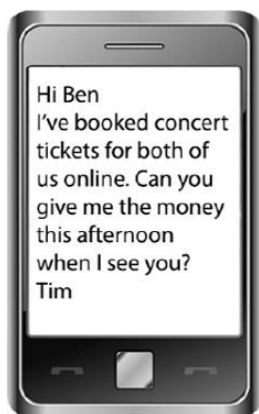 Hi Ben
I've booked concert
tickets for both of
us online. Can you
give me the money
this afternoon
when I see you?
Tim